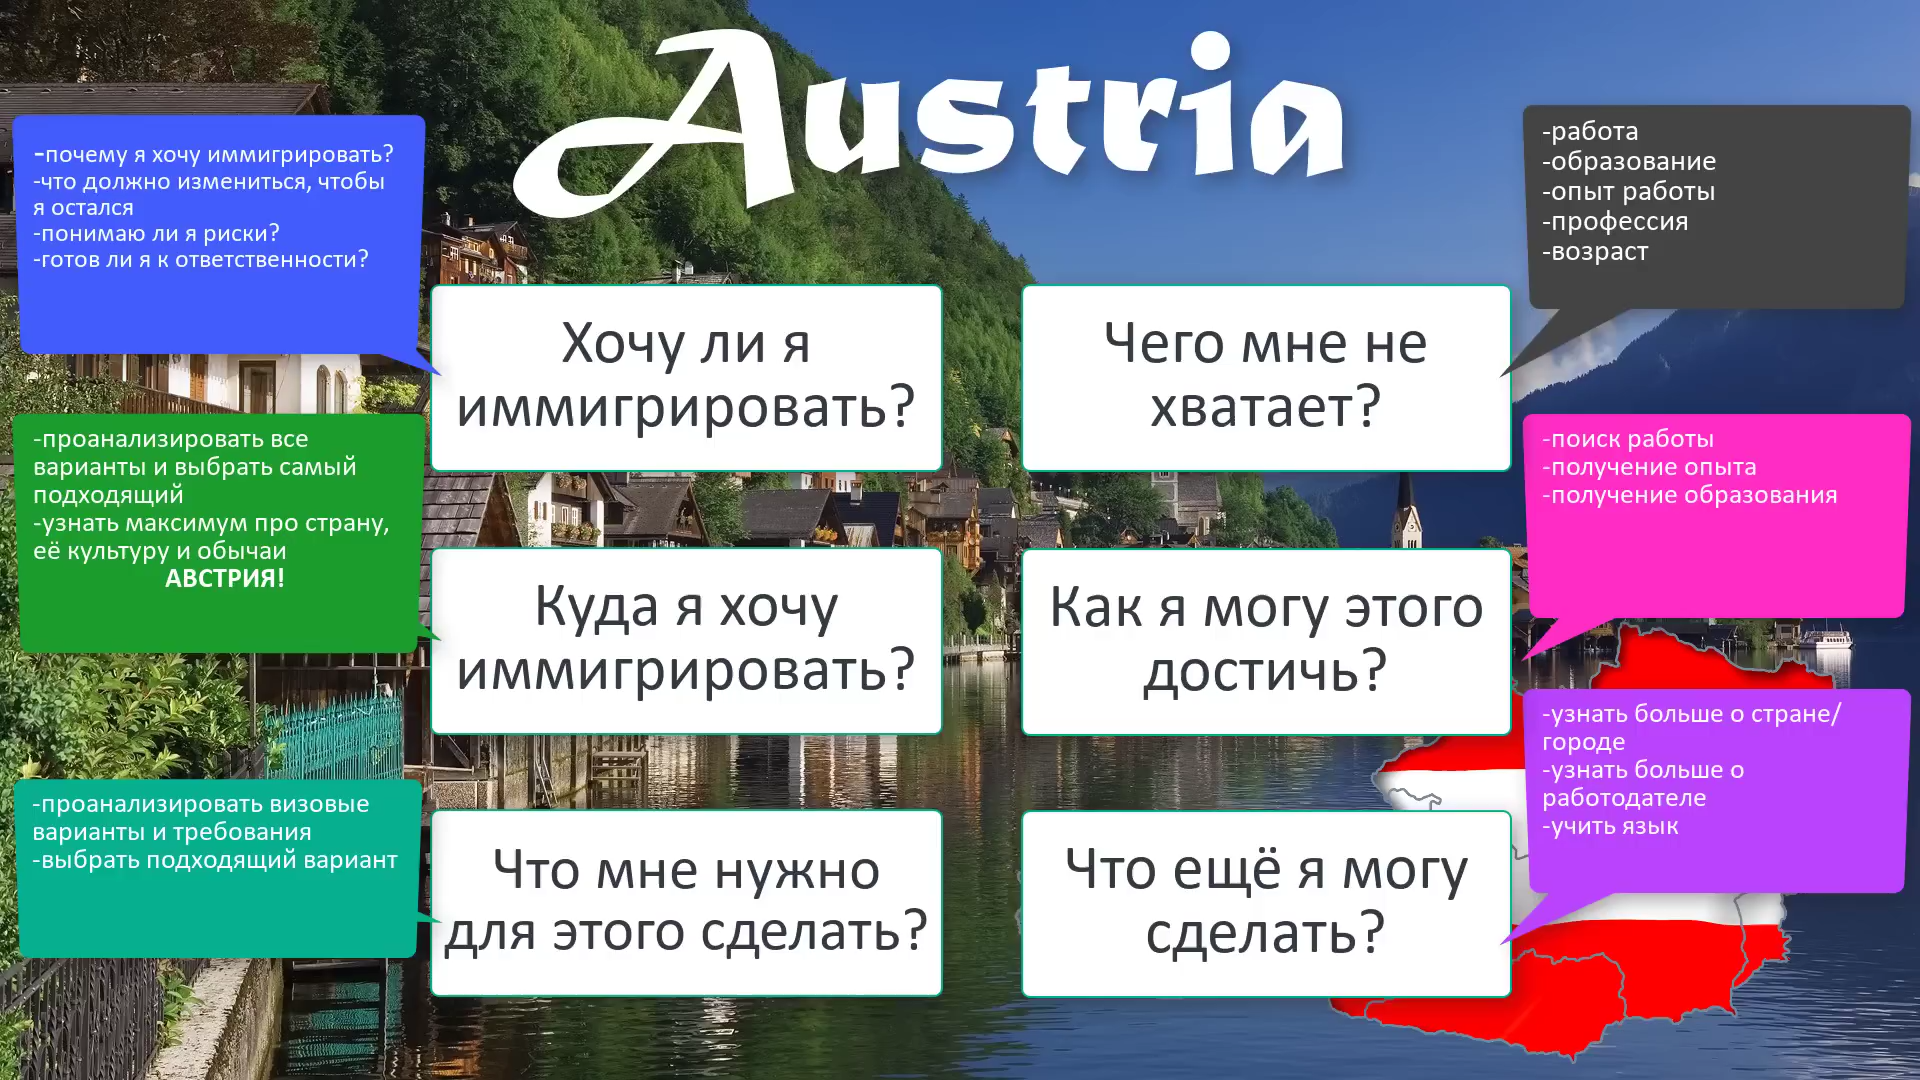 Austria
-почему я хочу иммигрировать?
-что должно измениться, чтобы
я остался
-понимаю ли я риски?
-готов ли я к ответственности?
Хочу ли я
иммигрировать?
-проанализировать все
варианты и выбрать самый
подходящий
-узнать максимум про страну,
её культуру и обычаи
АВСТРИЯ!
Куда я хочу
иммигрировать?
-проанализировать визовые
варианты и требования
-выбрать подходящий вариант
Что мне нужно
для этого сделать?
-работа
-образование
-опыт работы
-профессия
-возраст
Чего мне не
хватает?
-поиск работы
-получение опыта
-получение образования
Как я могу этого
достичь?
-узнать больше о стране/
городе
-узнать больше о
работодателе
-учить язык
Что ещё я могу
сделать?